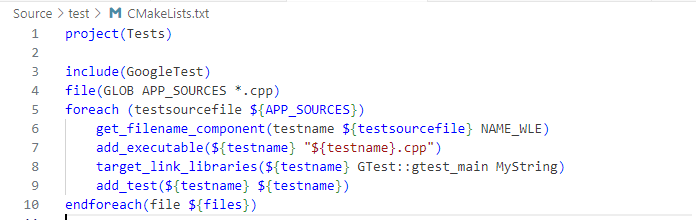 Source > test > M CMakeLists.txt
1 project(Tests)
2
3 include(GoogleTest)
4 file(GLOB APP_SOURCES *.cpp)
5 foreach (testsourcefile ${APP_SOURCES})
6 get_filename_component(testname ${testsourcefile} NAME_WLE)
7 add_executable(${testname} "${testname}.cpp")
8 target_link_libraries(${testname} GTest::gtest_main MyString)
9 add_test(${testname} ${testname})
10 endforeach(file ${files})